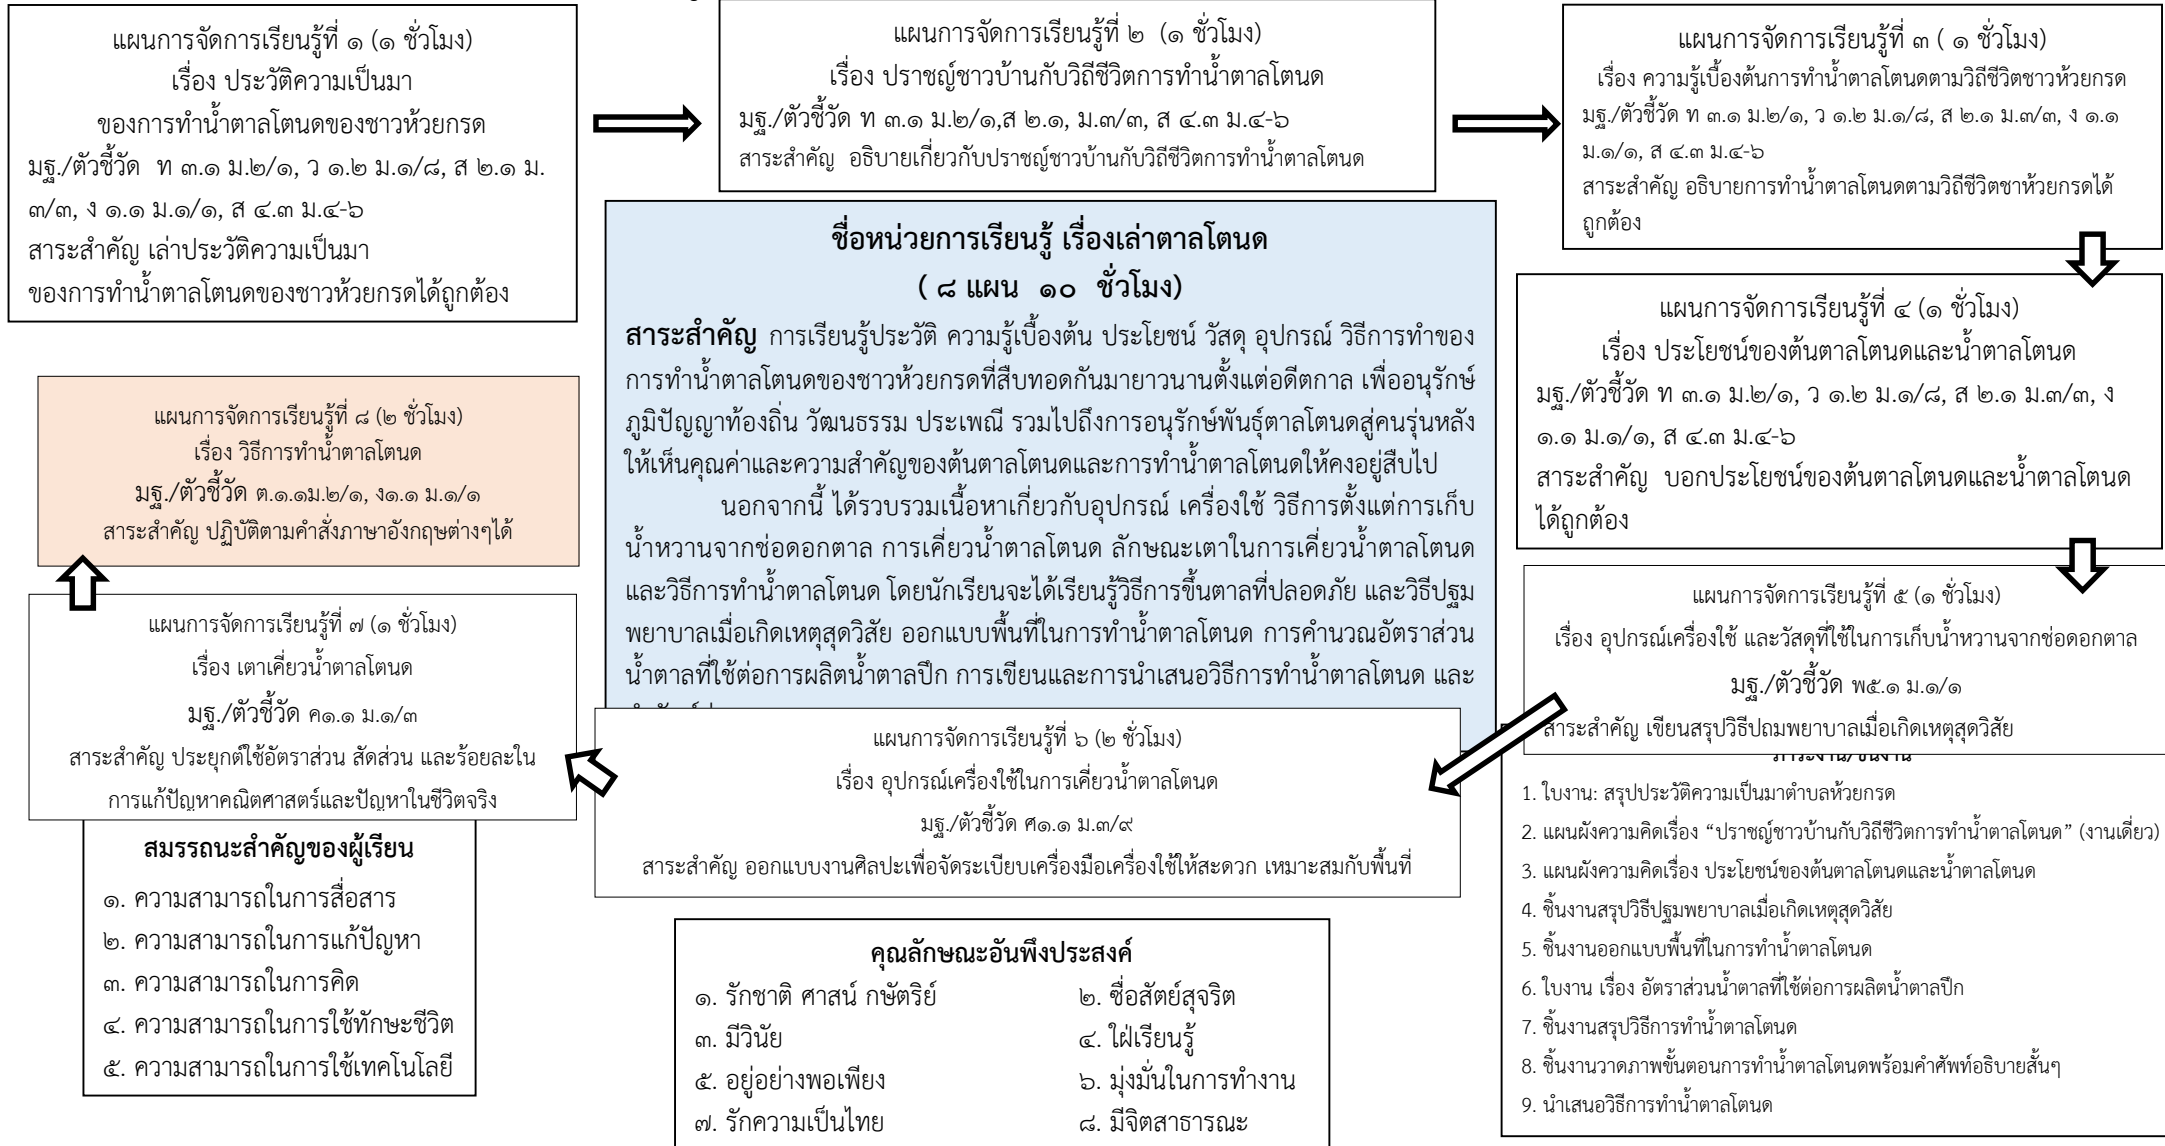 แผนการจัดการเรียนรู้ที่ ๑ (๑ ชั่วโมง)
เรื่อง ประวัติความเป็นมา
ของการทำน้ำตาลโตนดของชาวห้วยกรด
มฐ./ตัวชี้วัด ท ๓.๑ ม.๒/๑, ว ๑.๒ ม.๑/๘, ส ๒.๑ ม.
๓/๓, ง ๑.๑ ม.๑/๑, ส ๔.๓ ม.๔-๖
สาระสำคัญ เล่าประวัติความเป็นมา
ของการทำน้ำตาลโตนดของชาวห้วยกรดได้ถูกต้อง
แผนการจัดการเรียนรู้ที่ ๒ (๑ ชั่วโมง)
เรื่อง ปราชญ์ชาวบ้านกับวิถีชีวิตการทำน้ำตาลโตนด
มฐ./ตัวชี้วัด ท ๓.๑ ม.๒/๑,ส ๒.๑, ม.๓/๓, ส ๔.๓ ม.๔-๖
สาระสำคัญ อธิบายเกี่ยวกับปราชญ์ชาวบ้านกับวิถีชีวิตการทำน้ำตาลโตนด
แผนการจัดการเรียนรู้ที่ ๓ ( ๑ ชั่วโมง)
เรื่อง ความรู้เบื้องต้นการทำน้ำตาลโตนดตามวิถีชีวิตชาวห้วยกรด
มฐ./ตัวชี้วัด ท ๓.๑ ม.๒/๑, ว ๑.๒ ม.๑/๘, ส ๒.๑ ม.๓/๓, ง ๑.๑
ม.๑/๑, ส ๔.๓ ม.๔-๖
สาระสำคัญ อธิบายการทำน้ำตาลโตนดตามวิถีชีวิตชาห้วยกรดได้
ถูกต้อง
แผนการจัดการเรียนรู้ที่ ๔ (๑ ชั่วโมง)
เรื่อง ประโยชน์ของต้นตาลโตนดและน้ำตาลโตนด
มฐ./ตัวชี้วัด ท ๓.๑ ม.๒/๑, ว ๑.๒ ม.๑/๘, ส ๒.๑ ม.๓/๓, ง
๑.๑ ม.๑/๑, ส ๔.๓ ม.๔-๖
สาระสำคัญ บอกประโยชน์ของต้นตาลโตนดและน้ำตาลโตนด
ได้ถูกต้อง
ชื่อหน่วยการเรียนรู้ เรื่องเล่าตาลโตนด
( ๘ แผน ๑๐ ชั่วโมง)
สาระสำคัญ การเรียนรู้ประวัติ ความรู้เบื้องต้น ประโยชน์ วัสดุ อุปกรณ์ วิธีการทำของ
การทำน้ำตาลโตนดของชาวห้วยกรดที่สืบทอดกันมายาวนานตั้งแต่อดีตกาล เพื่ออนุรักษ์
ภูมิปัญญาท้องถิ่น วัฒนธรรม ประเพณี รวมไปถึงการอนุรักษ์พันธุ์ตาลโตนดสู่คนรุ่นหลัง
ให้เห็นคุณค่าและความสำคัญของต้นตาลโตนดและการทำน้ำตาลโตนดให้คงอยู่สืบไป
นอกจากนี้ ได้รวบรวมเนื้อหาเกี่ยวกับอุปกรณ์ เครื่องใช้ วิธีการตั้งแต่การเก็บ
น้ำหวานจากช่อดอกตาล การเคี่ยวน้ำตาลโตนด ลักษณะเตาในการเคี่ยวน้ำตาลโตนด
และวิธีการทำน้ำตาลโตนด โดยนักเรียนจะได้เรียนรู้วิธีการขึ้นตาลที่ปลอดภัย และวิธีปฐม
พยาบาลเมื่อเกิดเหตุสุดวิสัย ออกแบบพื้นที่ในการทำน้ำตาลโตนด การคำนวณอัตราส่วน
น้ำตาลที่ใช้ต่อการผลิตน้ำตาลปึก การเขียนและการนำเสนอวิธีการทำน้ำตาลโตนด และ
แผนการจัดการเรียนรู้ที่ ๘ (๒ ชั่วโมง)
เรื่อง วิธีการทำน้ำตาลโตนด
มฐ./ตัวชี้วัด ต.๑.๑ม.๒/๑, ง๑.๑ ม.๑/๑
สาระสำคัญ ปฏิบัติตามคำสั่งภาษาอังกฤษต่างๆได้
แผนการจัดการเรียนรู้ที่ ๕ (๑ ชั่วโมง)
เรื่อง อุปกรณ์เครื่องใช้ และวัสดุที่ใช้ในการเก็บน้ำหวานจากช่อดอกตาล
มฐ./ตัวชี้วัด พ๕.๑ ม.๑/๑
สาระสำคัญ เขียนสรุปวิธีปถมพยาบาลเมื่อเกิดเหตุสุดวิสัย
แผนการจัดการเรียนรู้ที่ ๗ (๑ ชั่วโมง)
เรื่อง เตาเคี่ยวน้ำตาลโตนด
มฐ./ตัวชี้วัด ค๑.๑ ม.๑/๓
สาระสำคัญ ประยุกต์ใช้อัตราส่วน สัดส่วน และร้อยละใน
การแก้ปัญหาคณิตศาสตร์และปัญหาในชีวิตจริง
แผนการจัดการเรียนรู้ที่ ๖ (๒ ชั่วโมง)
เรื่อง อุปกรณ์เครื่องใช้ในการเคี่ยวน้ำตาลโตนด
มฐ./ตัวชี้วัด ศ๑.๑ ม.๓/๙
สาระสำคัญ ออกแบบงานศิลปะเพื่อจัดระเบียบเครื่องมือเครื่องใช้ให้สะดวก เหมาะสมกับพื้นที่
สมรรถนะสำคัญของผู้เรียน
๑. ความสามารถในการสื่อสาร
๒. ความสามารถในการแก้ปัญหา
๓. ความสามารถในการคิด
๔. ความสามารถในการใช้ทักษะชีวิต
๕. ความสามารถในการใช้เทคโนโลยี
คุณลักษณะอันพึงประสงค์
๑. รักชาติ ศาสน์ กษัตริย์ ๒. ซื่อสัตย์สุจริต
๓. มีวินัย ๔. ใฝ่เรียนรู้
๕. อยู่อย่างพอเพียง ๖. มุ่งมั่นในการทำงาน
๗. รักความเป็นไทย ๘. มีจิตสาธารณะ
ภาระงาน/ชิ้นงาน
1. ใบงาน: สรุปประวัติความเป็นมาตำบลห้วยกรด
2. แผนผังความคิดเรื่อง “ปราชญ์ชาวบ้านกับวิถีชีวิตการทำน้ำตาลโตนด” (งานเดี่ยว)
3. แผนผังความคิดเรื่อง ประโยชน์ของต้นตาลโตนดและน้ำตาลโตนด
4. ชิ้นงานสรุปวิธีปฐมพยาบาลเมื่อเกิดเหตุสุดวิสัย
5. ชิ้นงานออกแบบพื้นที่ในการทำน้ำตาลโตนด
6. ใบงาน เรื่อง อัตราส่วนน้ำตาลที่ใช้ต่อการผลิตน้ำตาลปึก
7. ชิ้นงานสรุปวิธีการทำน้ำตาลโตนด
8. ชิ้นงานวาดภาพขั้นตอนการทำน้ำตาลโตนดพร้อมคำศัพท์อธิบายสั้นๆ
9. นำเสนอวิธีการทำน้ำตาลโตนด